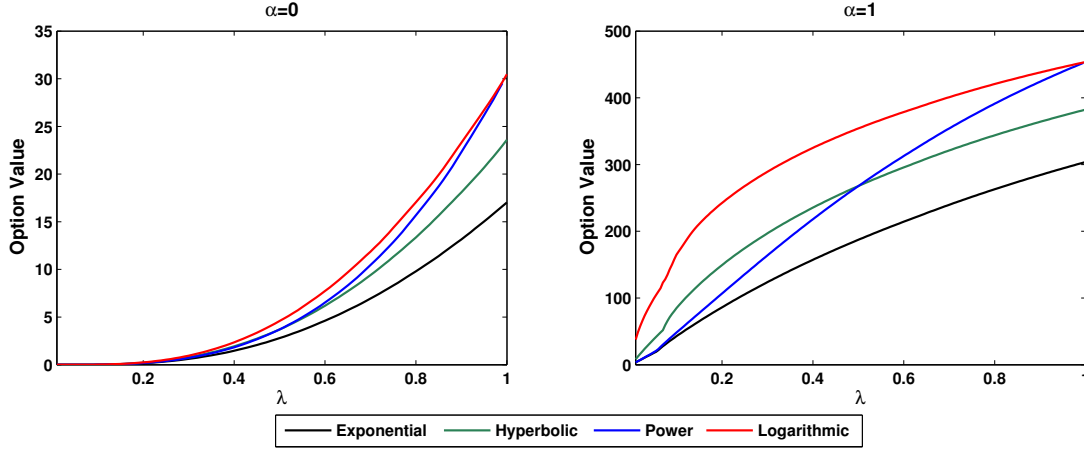 α=0
35
30
25
20
15
10
5
0
Option Value
0.2 0.4 0.6 0.8 1
λ
α=1
500
400
300
200
100
0
Option Value
0.2 0.4 0.6 0.8 1
λ
Exponential Hyperbolic Power Logarithmic